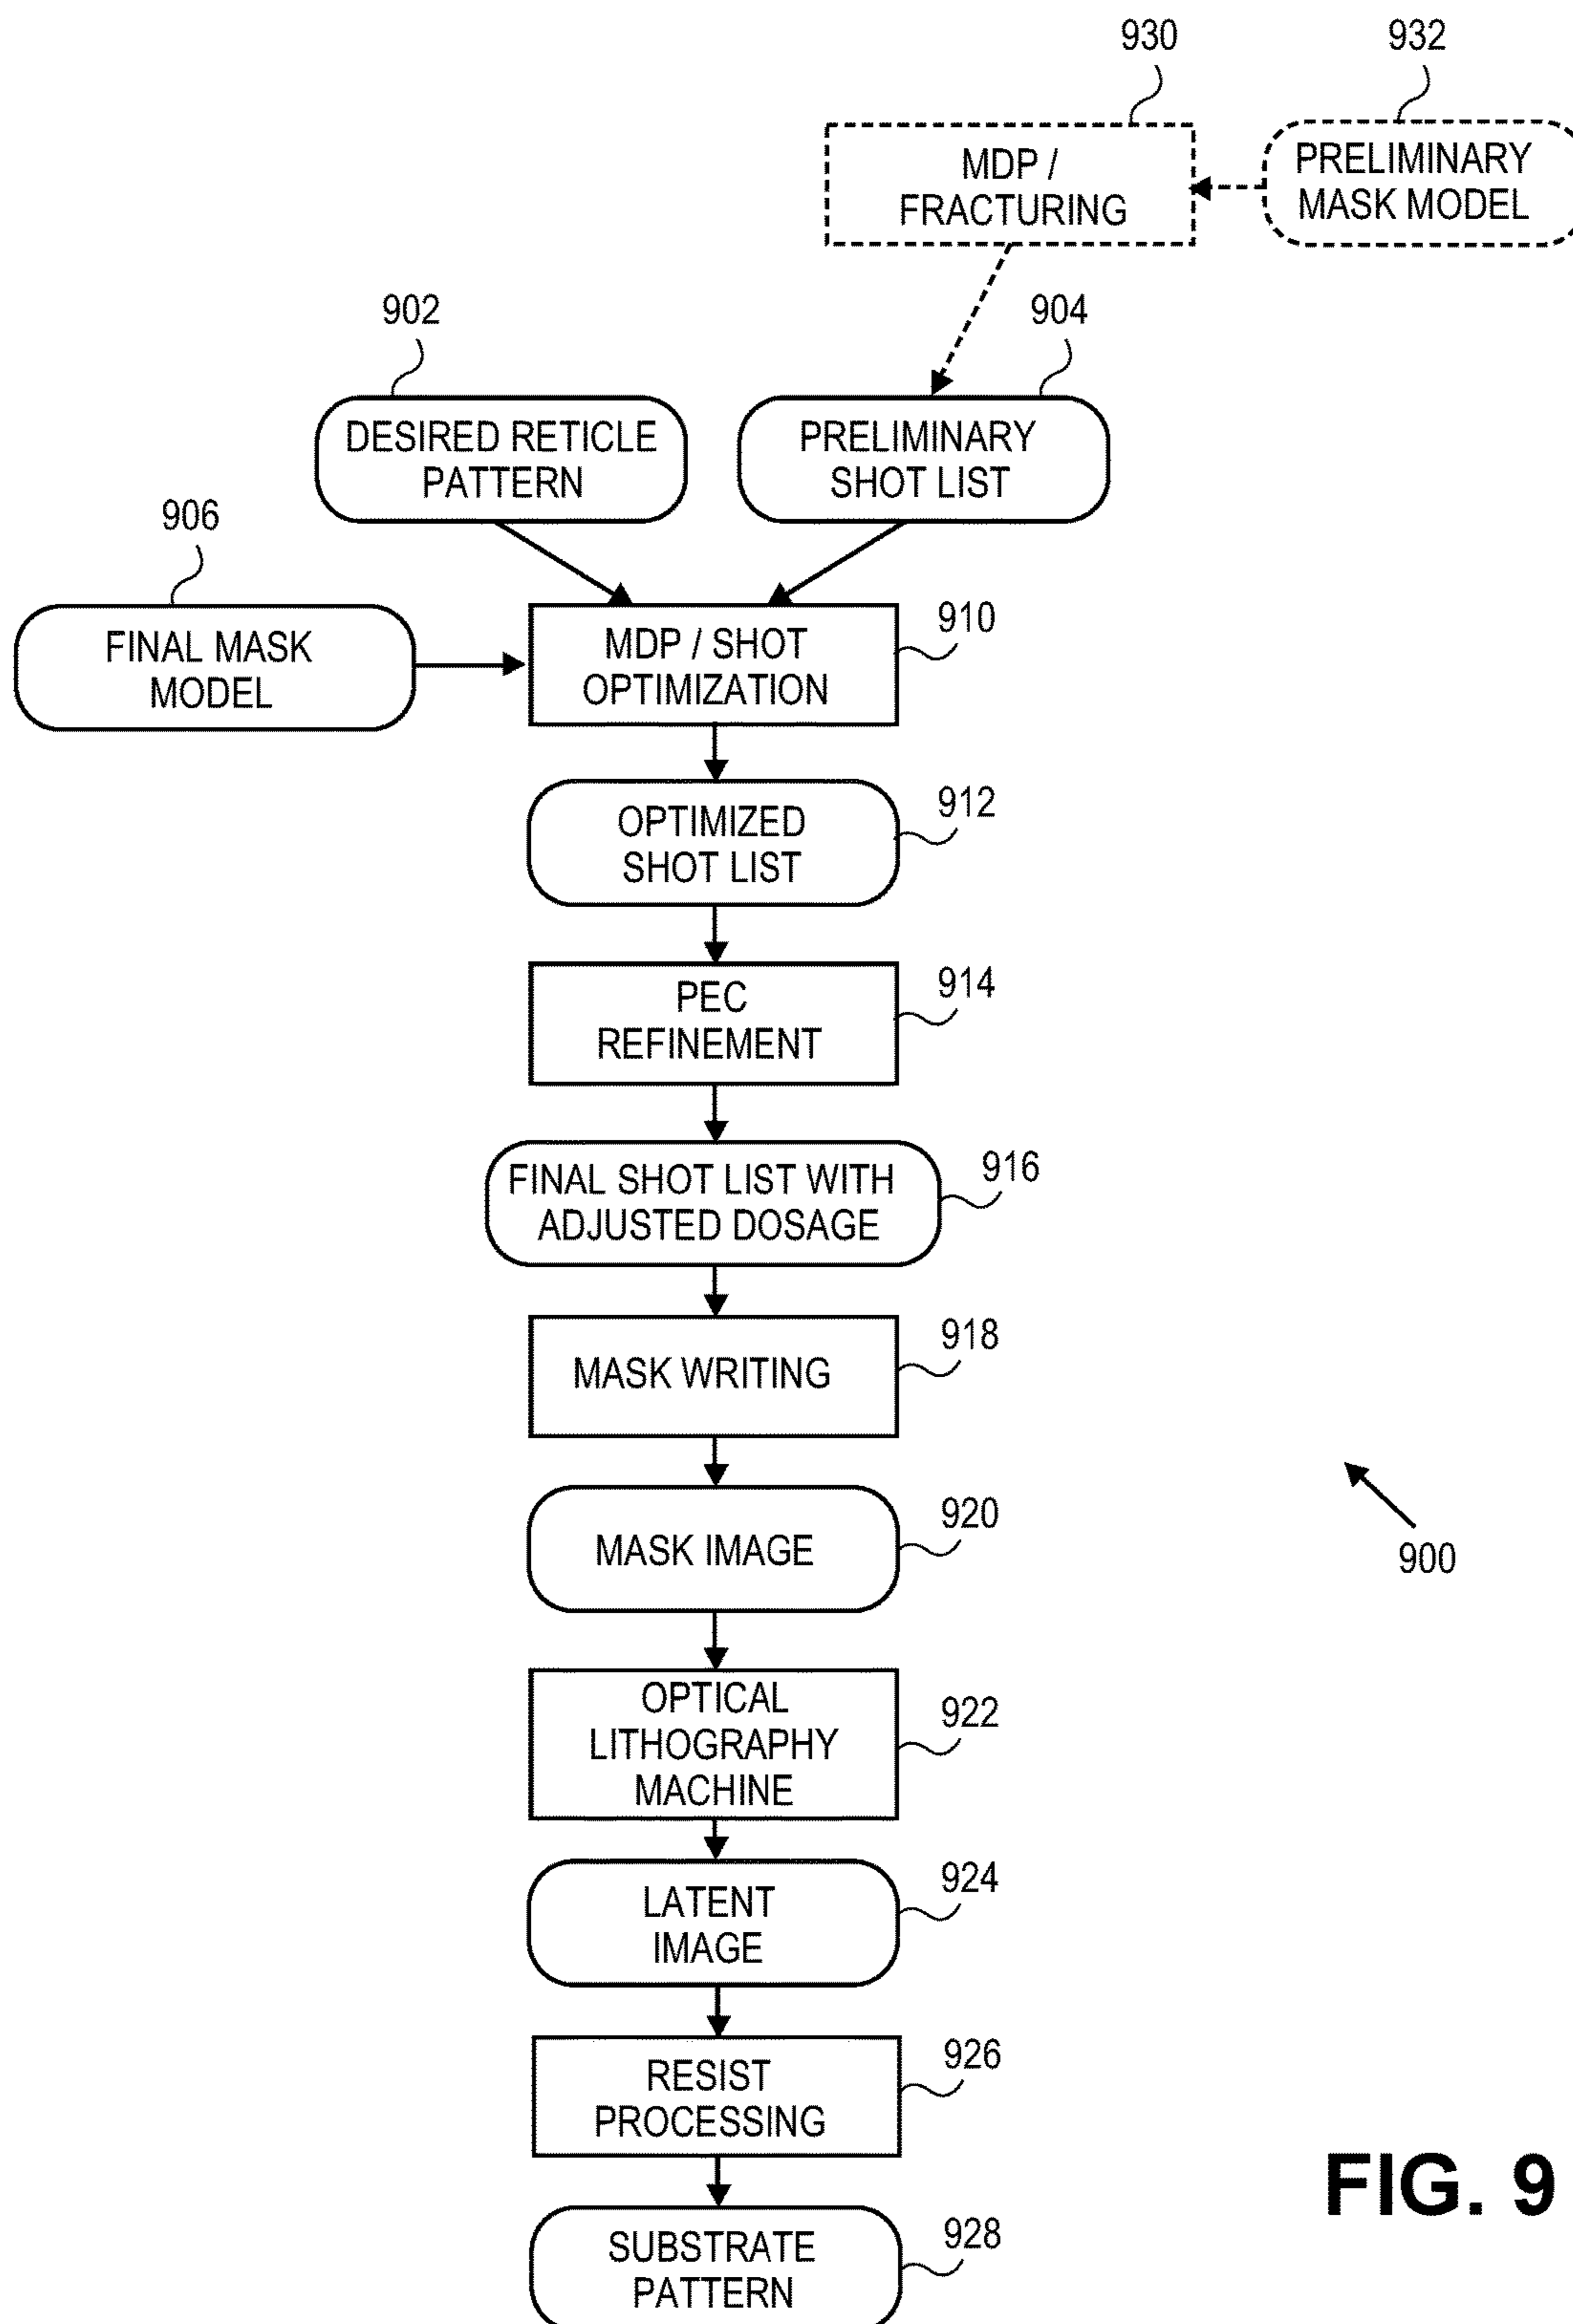 930
932
MDP /
FRACTURING
PRELIMINARY
MASK MODEL
902
904
DESIRED RETICLE
PATTERN
PRELIMINARY
SHOT LIST
906
FINAL MASK
MODEL
MDP / SHOT
OPTIMIZATION
910
OPTIMIZED
SHOT LIST
912
PEC
REFINEMENT
914
FINAL SHOT LIST WITH
ADJUSTED DOSAGE
916
MASK WRITING
918
MASK IMAGE
920
900
OPTICAL
LITHOGRAPHY
MACHINE
922
LATENT
IMAGE
924
RESIST
PROCESSING
926
FIG. 9
SUBSTRATE
PATTERN
928